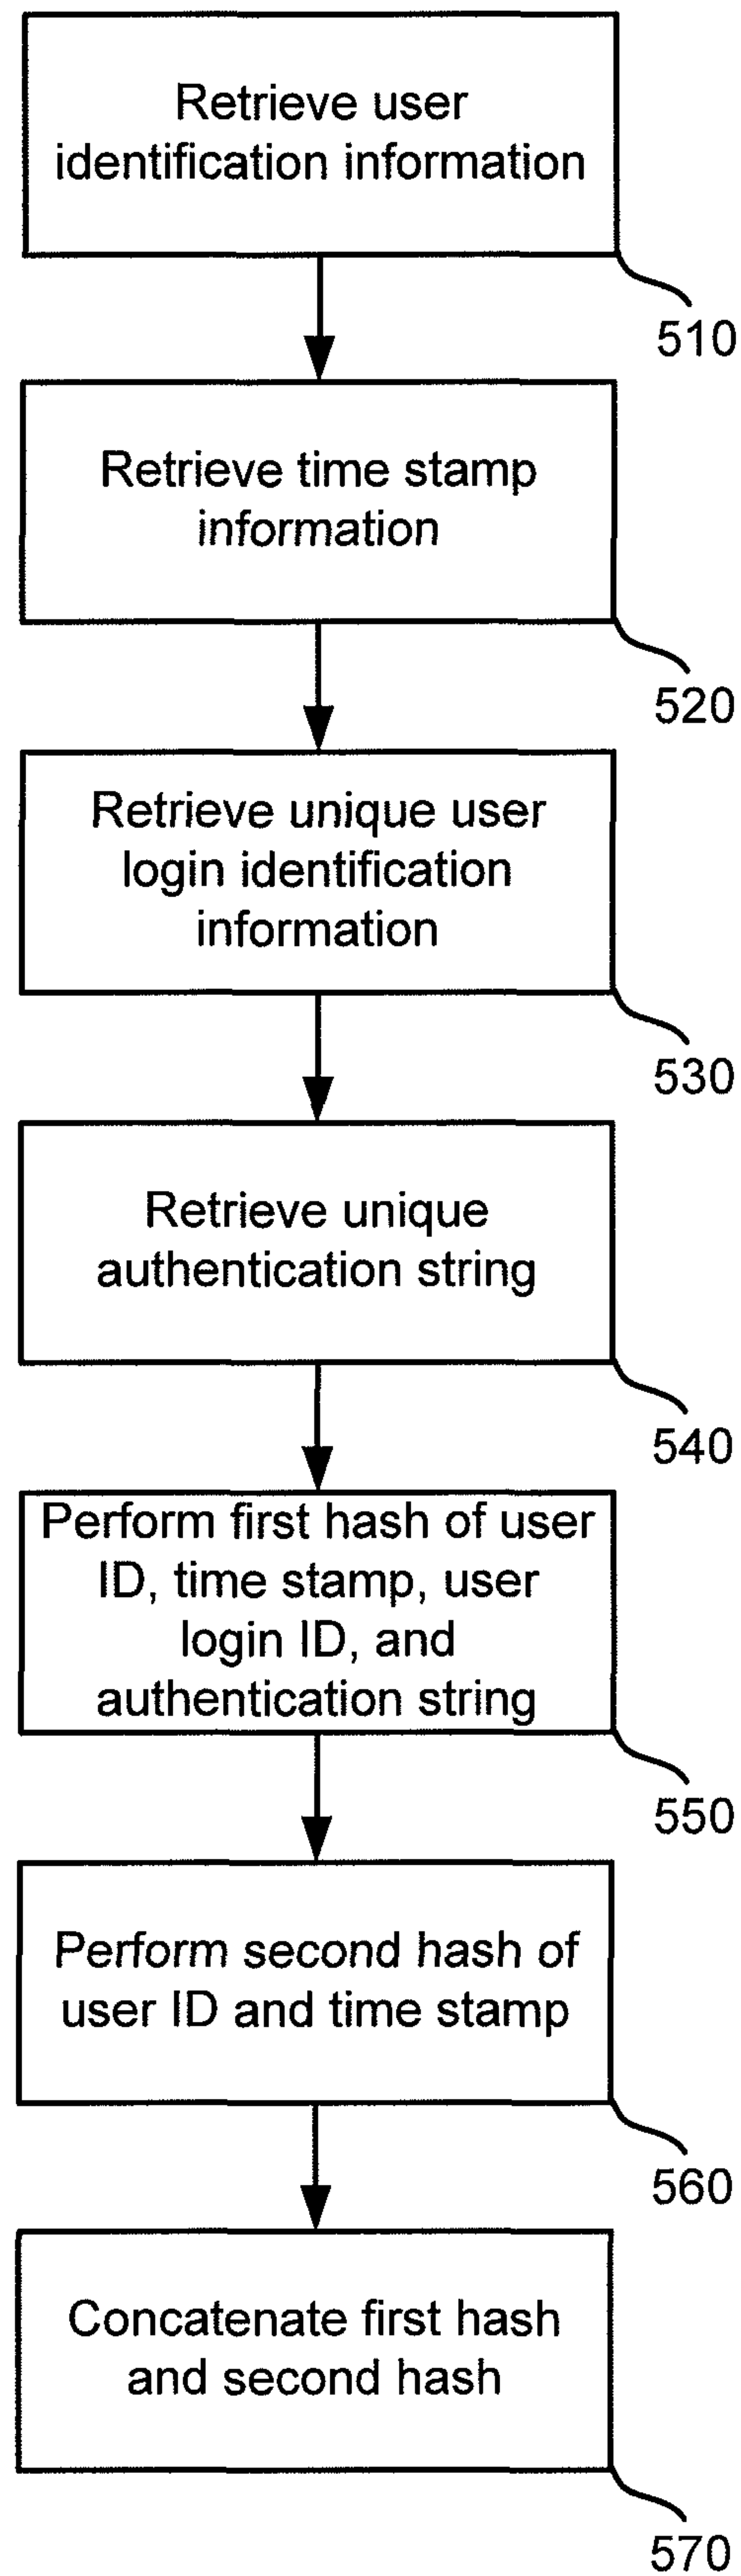 Retrieve user
identification information
510
Retrieve time stamp
information
520
Retrieve unique user
login identification
information
530
Retrieve unique
authentication string
540
Perform first hash of user
ID, time stamp, user
login ID, and
authentication string
550
Perform second hash of
user ID and time stamp
560
Concatenate first hash
and second hash
570